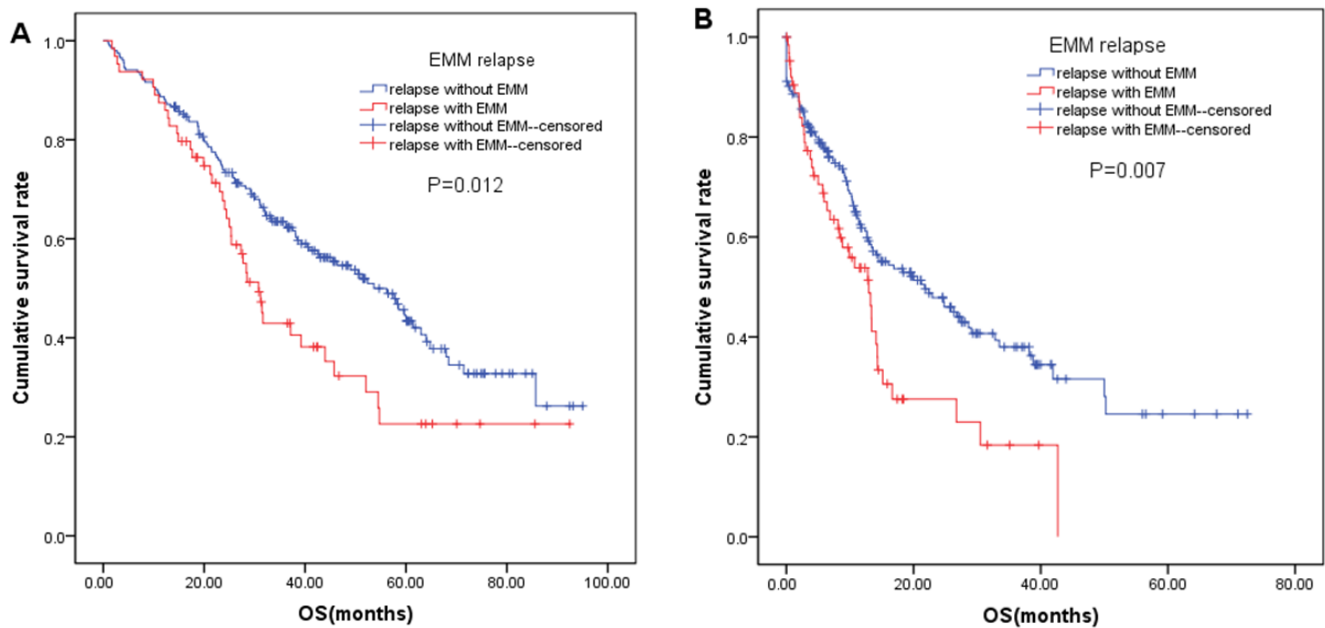 A
EMM relapse
relapse without EMM
relapse with EMM
relapse without EMM--censored
relapse with EMM--censored
P=0.012
Cumulative survival rate
1.0
0.8
0.6
0.4
0.2
0.0
0.00 20.00 40.00 60.00 80.00 100.00
OS(months)
B
EMM relapse
relapse without EMM
relapse with EMM
relapse without EMM--censored
relapse with EMM--censored
P=0.007
Cumulative survival rate
1.0
0.8
0.6
0.4
0.2
0.0
0.00 20.00 40.00 60.00 80.00
OS(months)